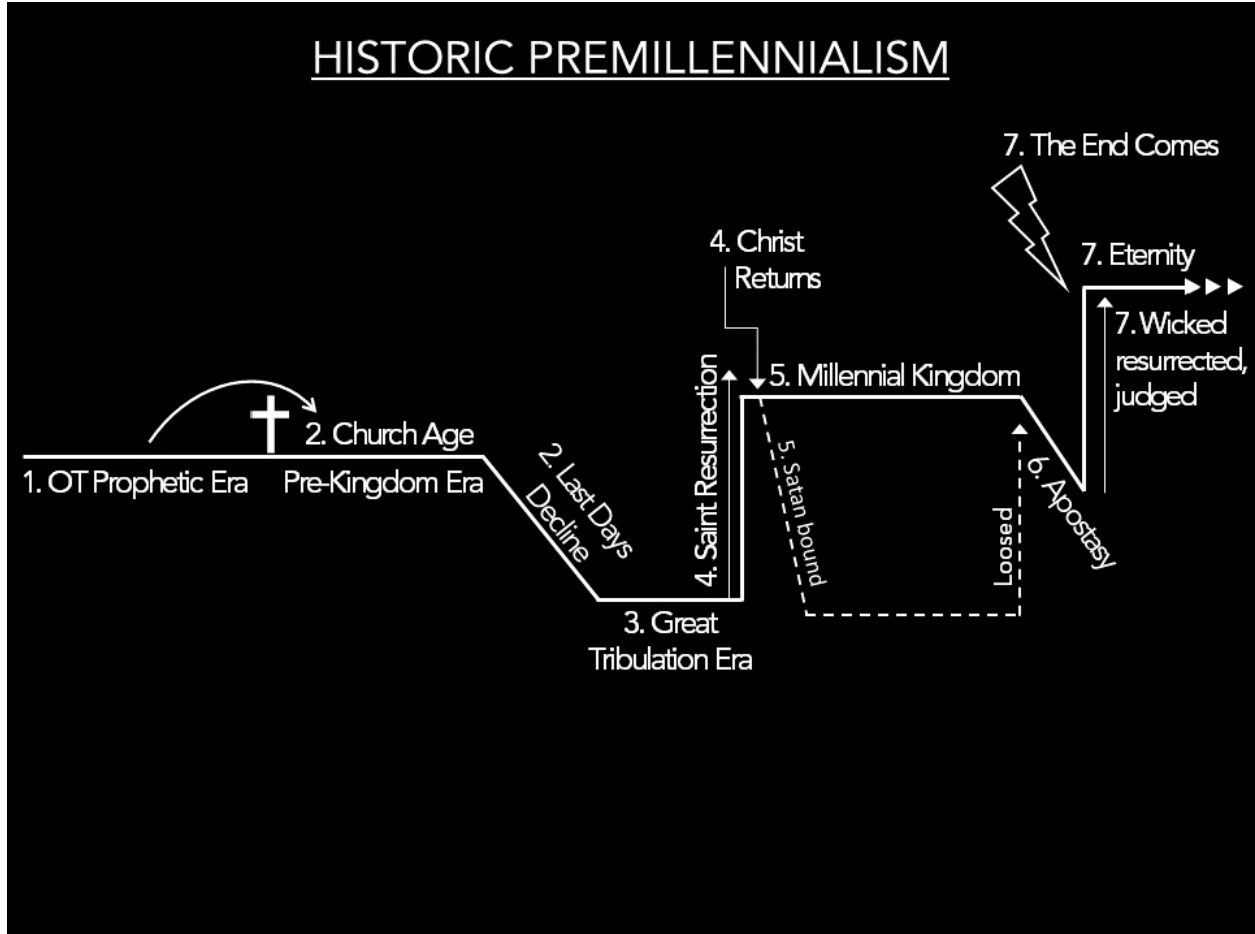 HISTORIC PREMILLENNIALISM
1. OT Prophetic Era
2. Church Age
Pre-Kingdom Era
2. Last Days
Decline
3. Great
Tribulation Era
4. Saint Resurrection
4. Christ
Returns
5. Millennial Kingdom
5. Satan bound
Loosed
6. Apostasy
7. The End Comes
7. Eternity
7. Wicked
resurrected,
judged